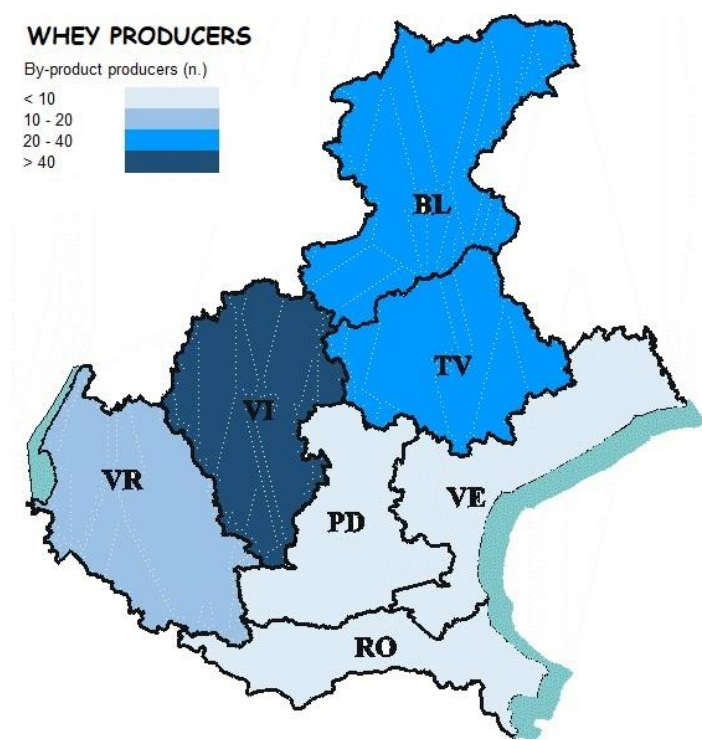 WHEY PRODUCERS
By-product producers (n.)
< 10
10 - 20
20 - 40
> 40
BL
TV
VI
VR
VE
PD
RO